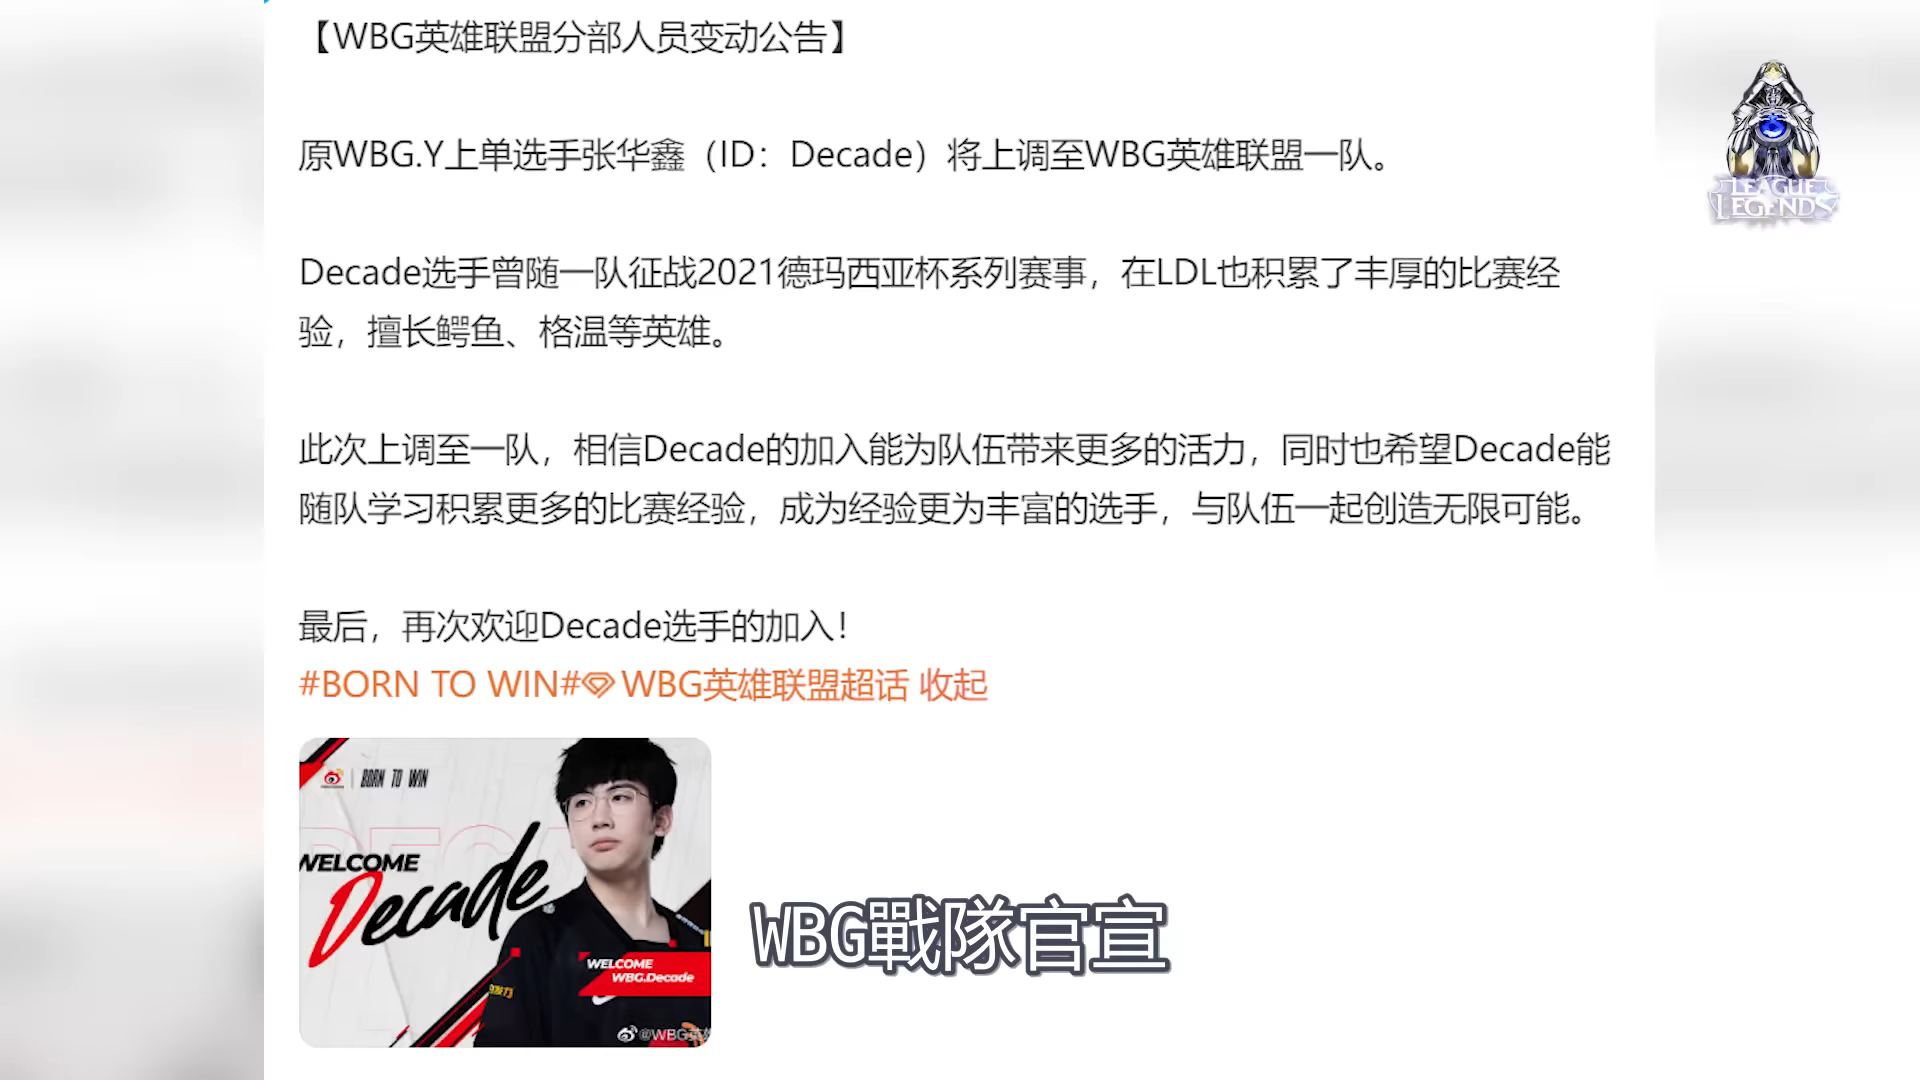 【WBG英雄联盟分部人员变动公告】
原WBG.Y上单选手张华鑫（ID：Decade）将上调至WBG英雄联盟一队。
Decade选手曾随一队征战2021德玛西亚杯系列赛事，在LDL也积累了丰厚的比赛经
验，擅长鳄鱼、格温等英雄。
此次上调至一队，相信Decade的加入能为队伍带来更多的活力，同时也希望Decade能
随队学习积累更多的比赛经验，成为经验更为丰富的选手，与队伍一起创造无限可能。
最后，再次欢迎Decade选手的加入！
#BORN TO WIN# WBG英雄联盟超话 收起
BORN TO WIN
WELCOME
Decade
WELCOME
WBG.Decade
@WBG英雄
WBG戰隊官宣
LEAGUE
LEGENDS